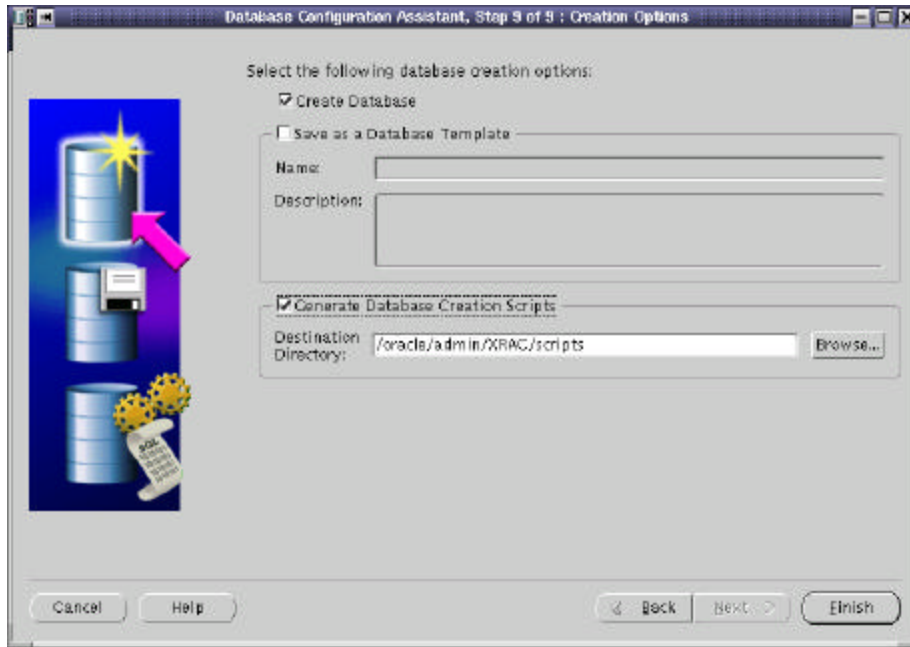 Database Configuration Assistant, Step 9 of 9 : Creation Options
Select the following database creation options:
Create Database
Save as a Database Template
Name:
Description:
Generate Database Creation Scripts
Destination
Directory:
/oracle/admin/XRAC/scripts
Browse...
SQL
Cancel
Help
Back
Next
Finish